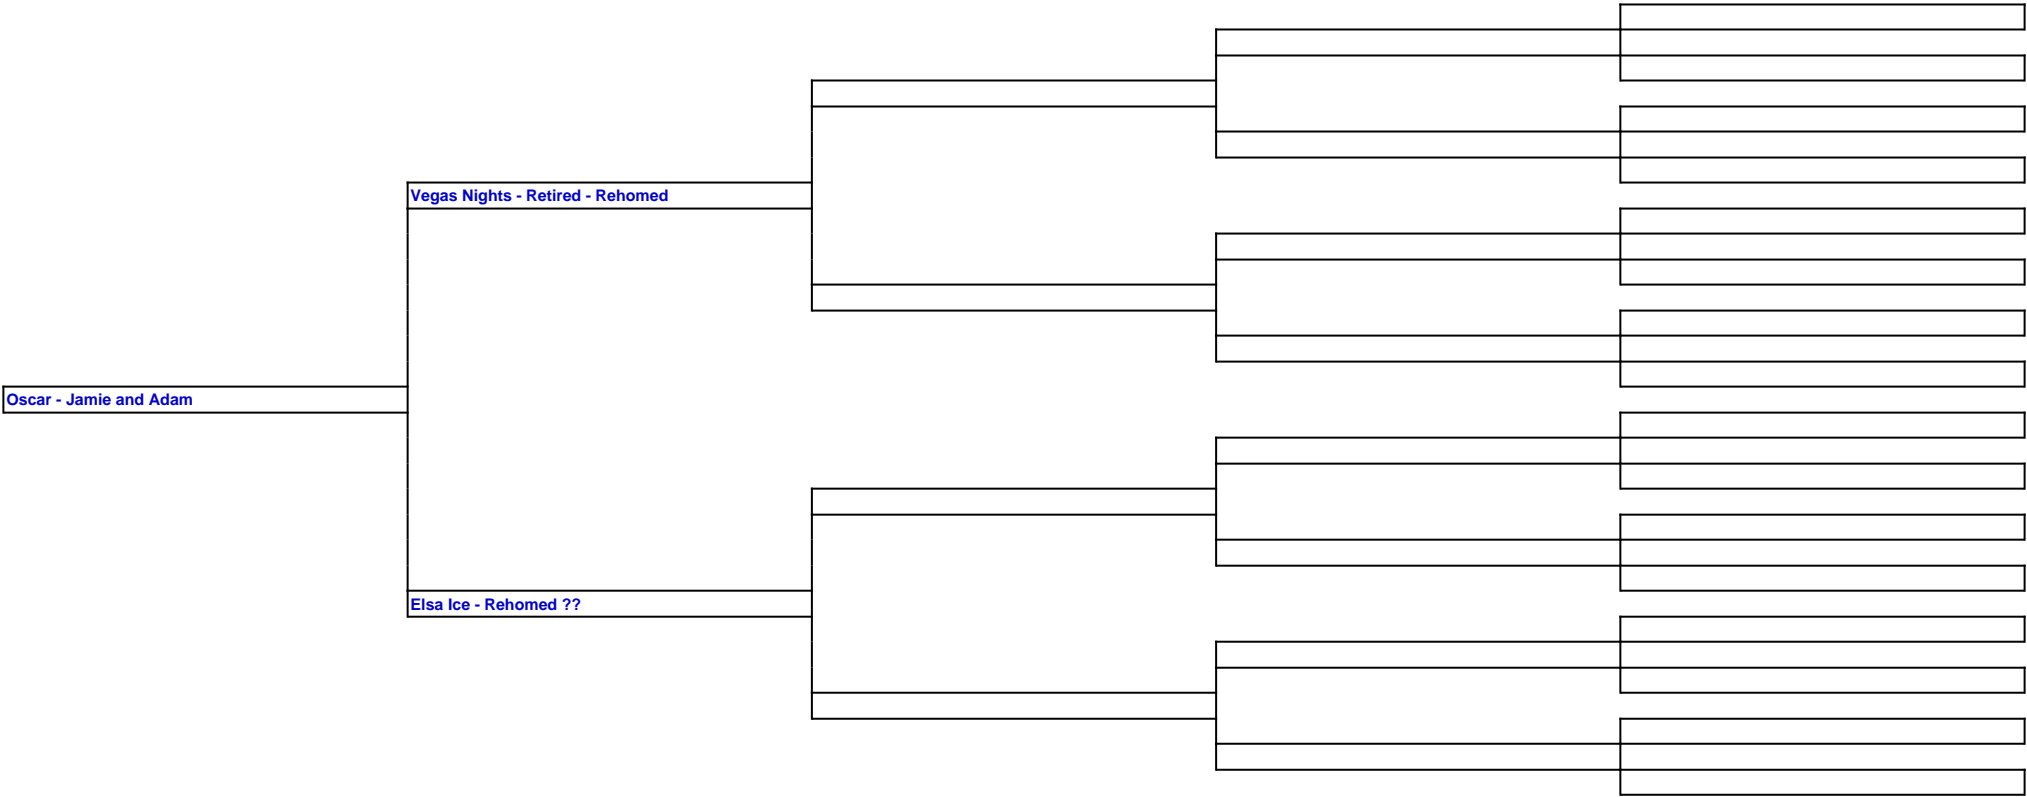 Vegas Nights - Retired - Rehomed
Oscar - Jamie and Adam
Elsa Ice - Rehomed ??